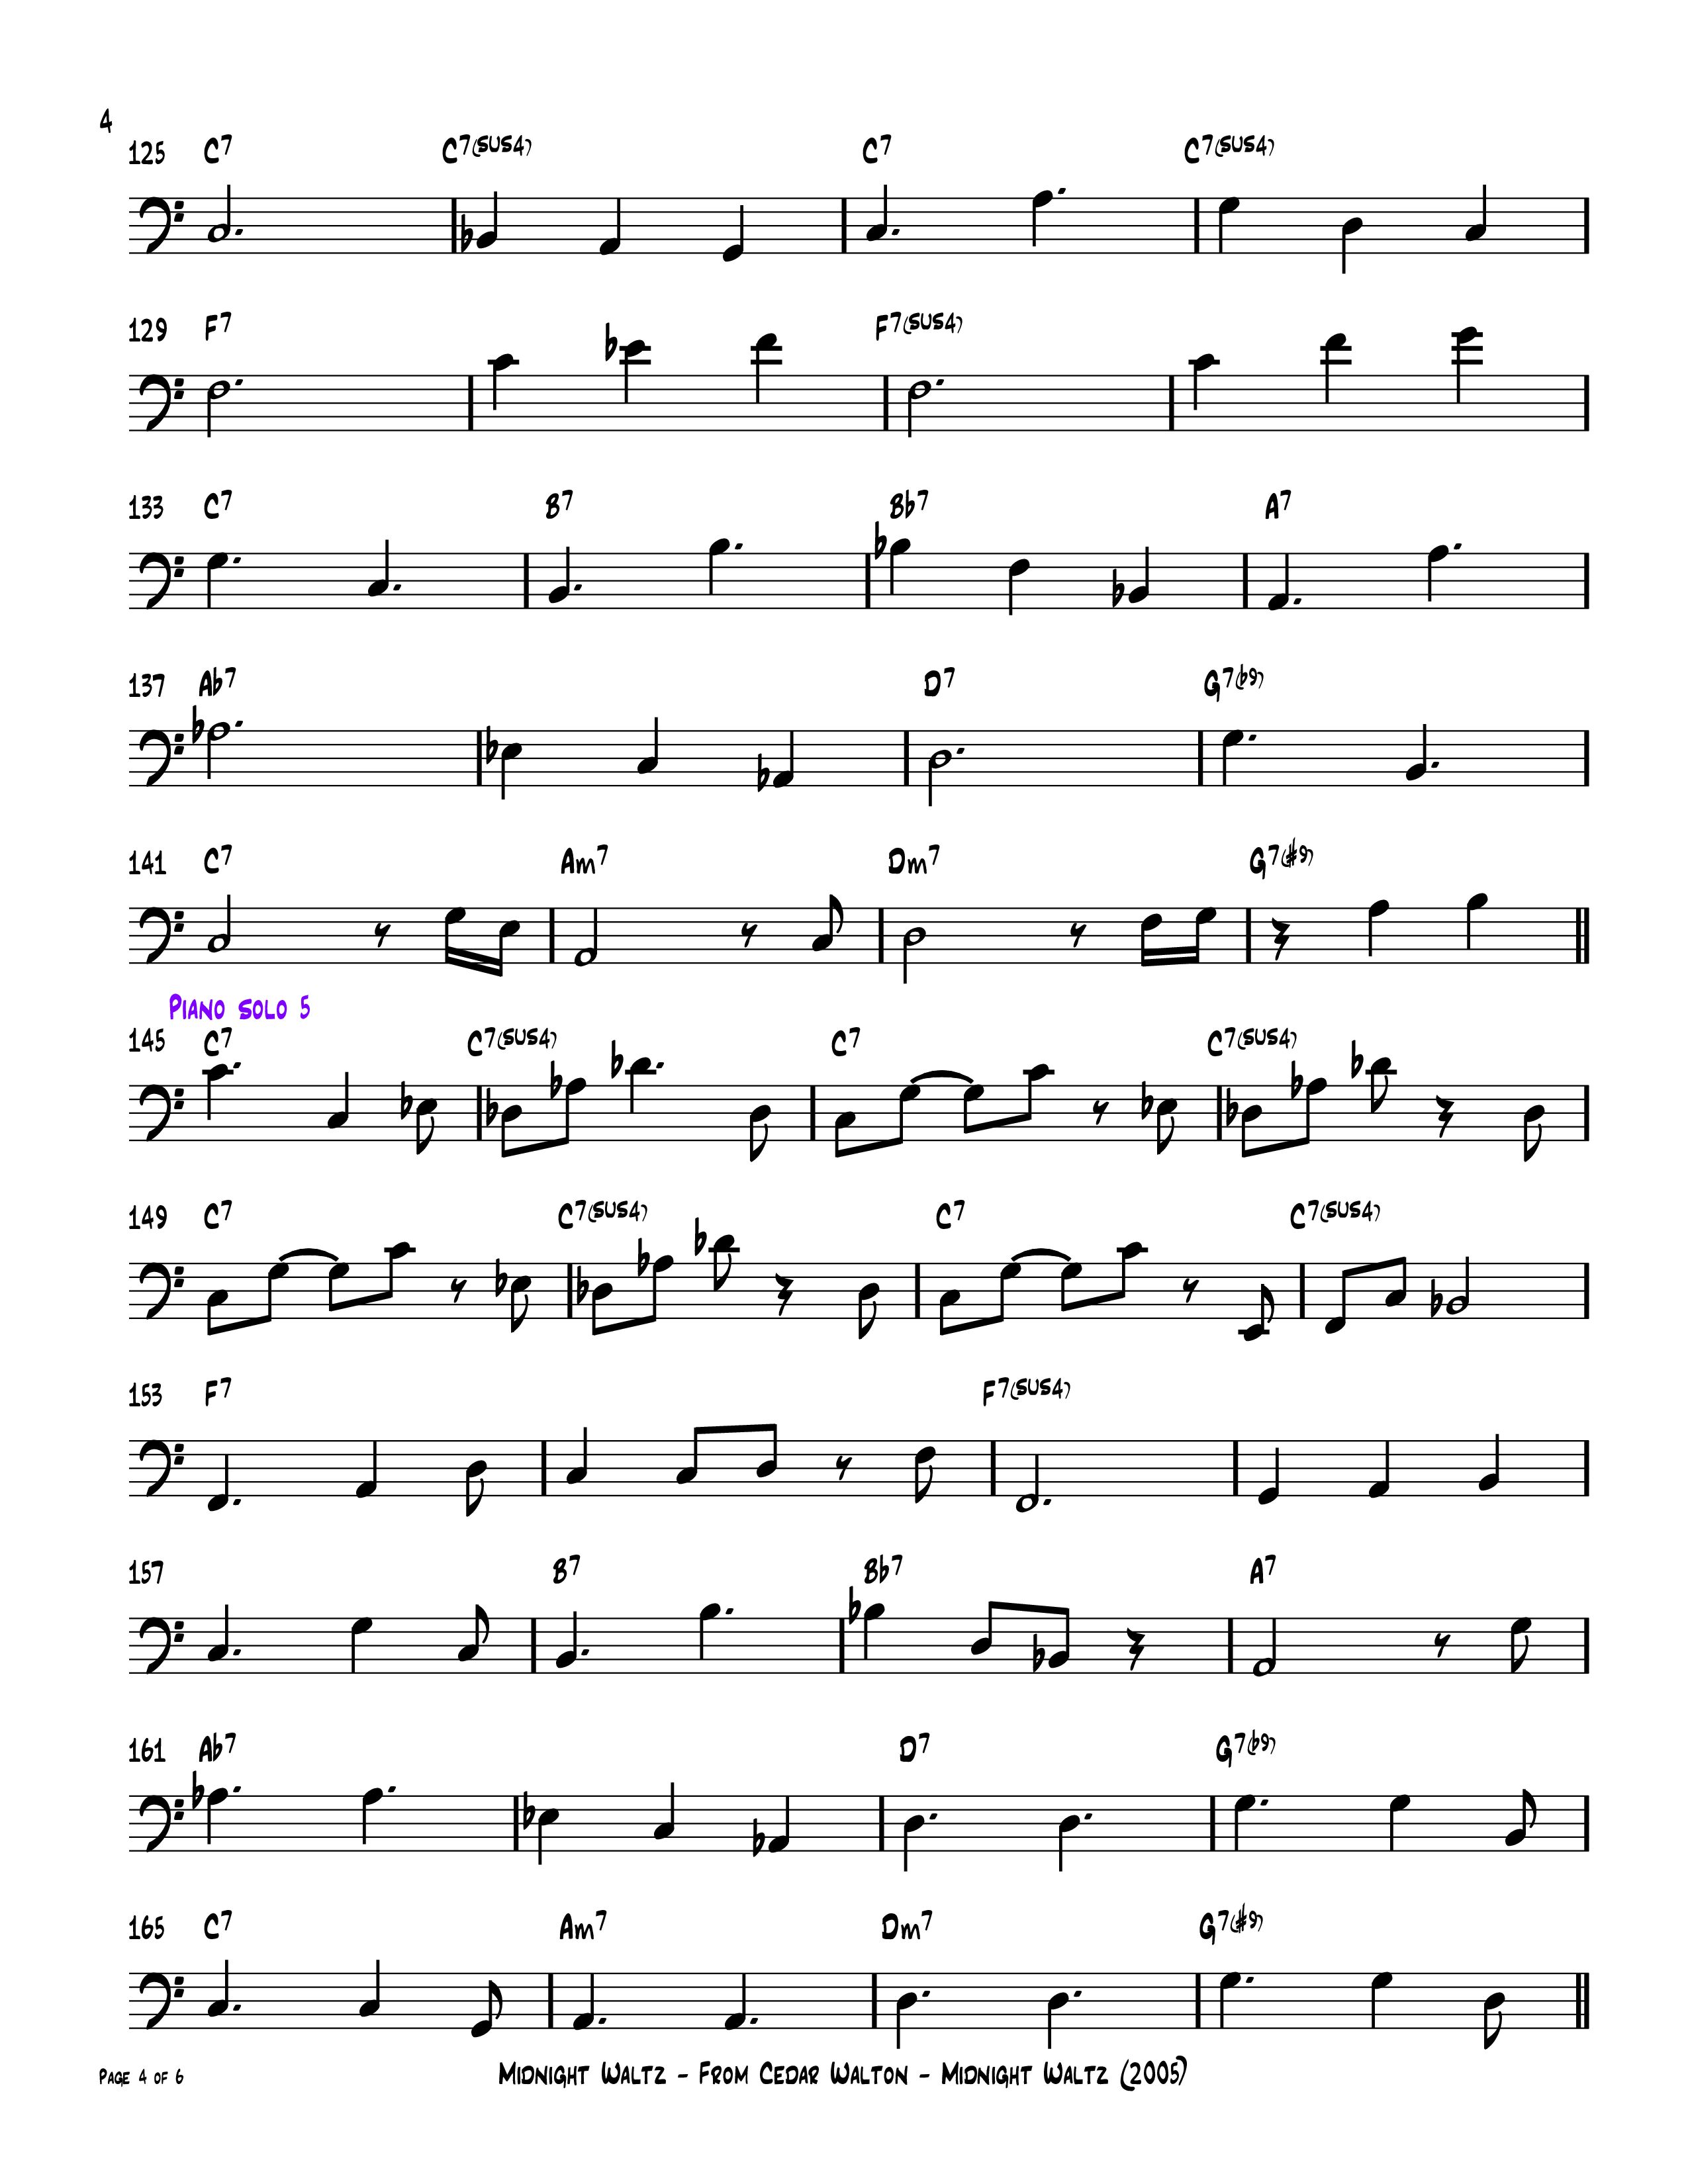 4
125 C7 C7(SUS4) C7 C7(SUS4)
129 F7 F7(SUS4)
133 C7 B7 Bb7 A7
137 Ab7 D7 G7(b9)
141 C7 Am7 Dm7 G7(#9)
PIANO SOLO 5
145 C7 C7(SUS4) C7 C7(SUS4)
149 C7 C7(SUS4) C7 C7(SUS4)
153 F7 F7(SUS4)
157 B7 Bb7 A7
161 Ab7 D7 G7(b9)
165 C7 Am7 Dm7 G7(#9)
PAGE 4 OF 6 MIDNIGHT WALTZ - FROM CEDAR WALTON - MIDNIGHT WALTZ (2005)